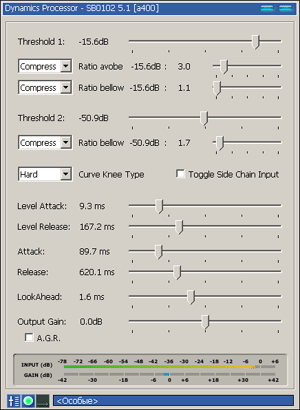 Dynamics Processor - SB0102 5.1 [a400]
Threshold 1: -15.6dB
Compress Ratio avobe -15.6dB : 3.0
Compress Ratio bellow -15.6dB : 1.1
Threshold 2: -50.9dB
Compress Ratio bellow -50.9dB : 1.7
Hard Curve Knee Type Toggle Side Chain Input
Level Attack: 9.3 ms
Level Release: 167.2 ms
Attack: 89.7 ms
Release: 620.1 ms
LookAhead: 1.6 ms
Output Gain: 0.0dB
A.G.R.
INPUT (dB) -78 -72 -66 -60 -54 -48 -42 -36 -30 -24 -18 -12 -6 0 +6
GAIN (dB) -42 -30 -18 -6 0 +6 +18 +30 +42
<Особые>